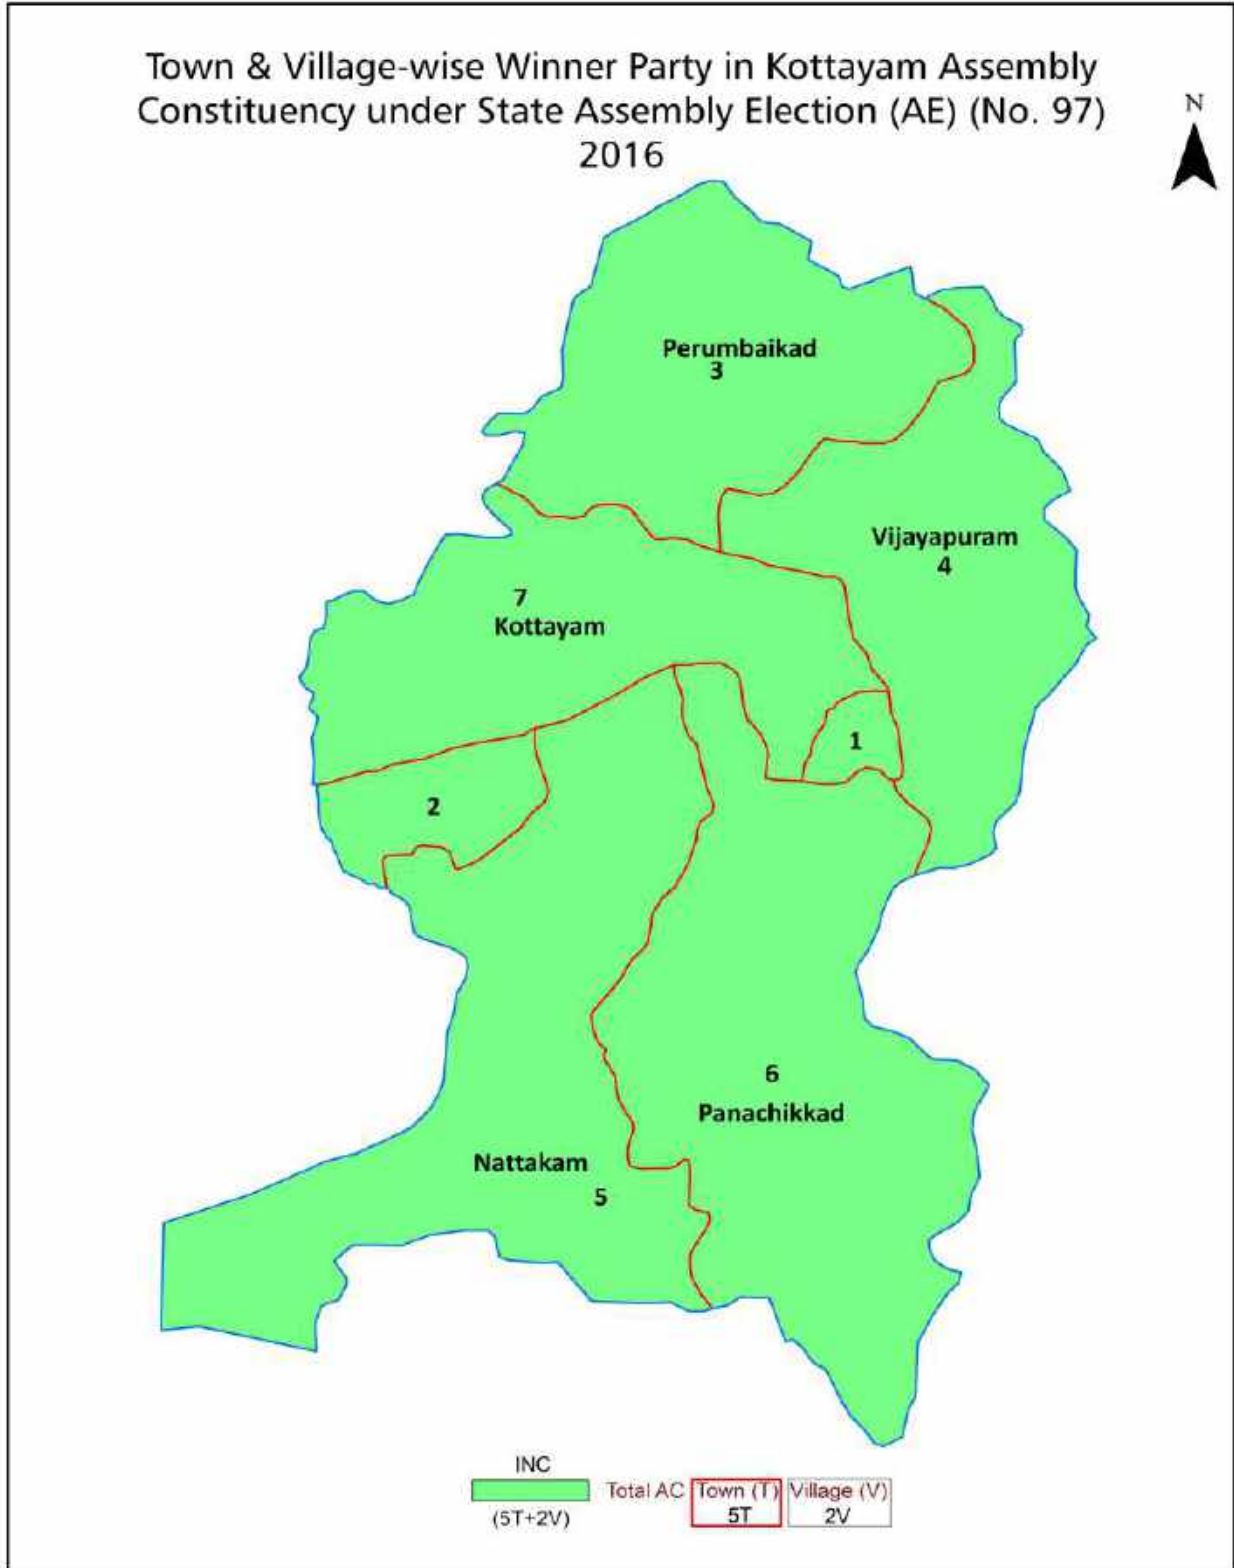 Town & Village-wise Winner Party in Kottayam Assembly
Constituency under State Assembly Election (AE) (No. 97)
2016
N
Perumbaikad
3
Vijayapuram
4
7
Kottayam
1
2
6
Panachikkad
Nattakam
5
INC
(5T+2V)
Total AC Town (T) Village (V)
5T 2V